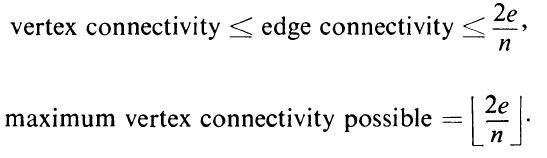 vertex connectivity ≤ edge connectivity ≤ 2e/n,
maximum vertex connectivity possible = ⌊2e/n⌋.